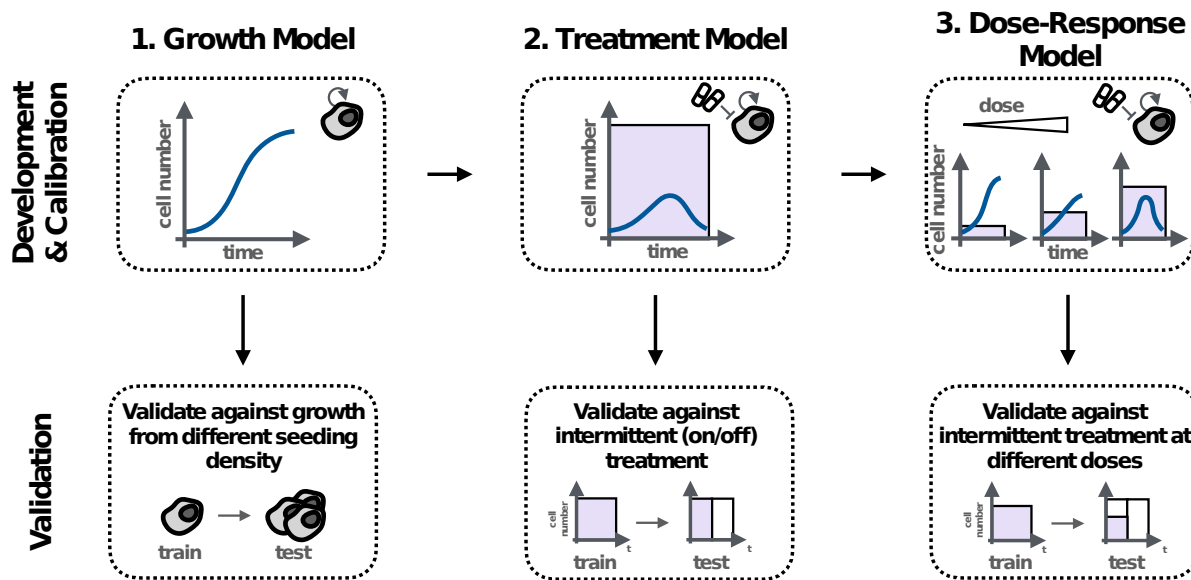 1. Growth Model
2. Treatment Model
3. Dose-Response
Model
Development
& Calibration
cell number
time
cell number
time
dose
cell number
time
Validation
Validate against growth
from different seeding
density
train
test
Validate against
intermittent (on/off)
treatment
cell
number
t
train
t
test
Validate against
intermittent treatment at
different doses
cell
number
t
train
t
test